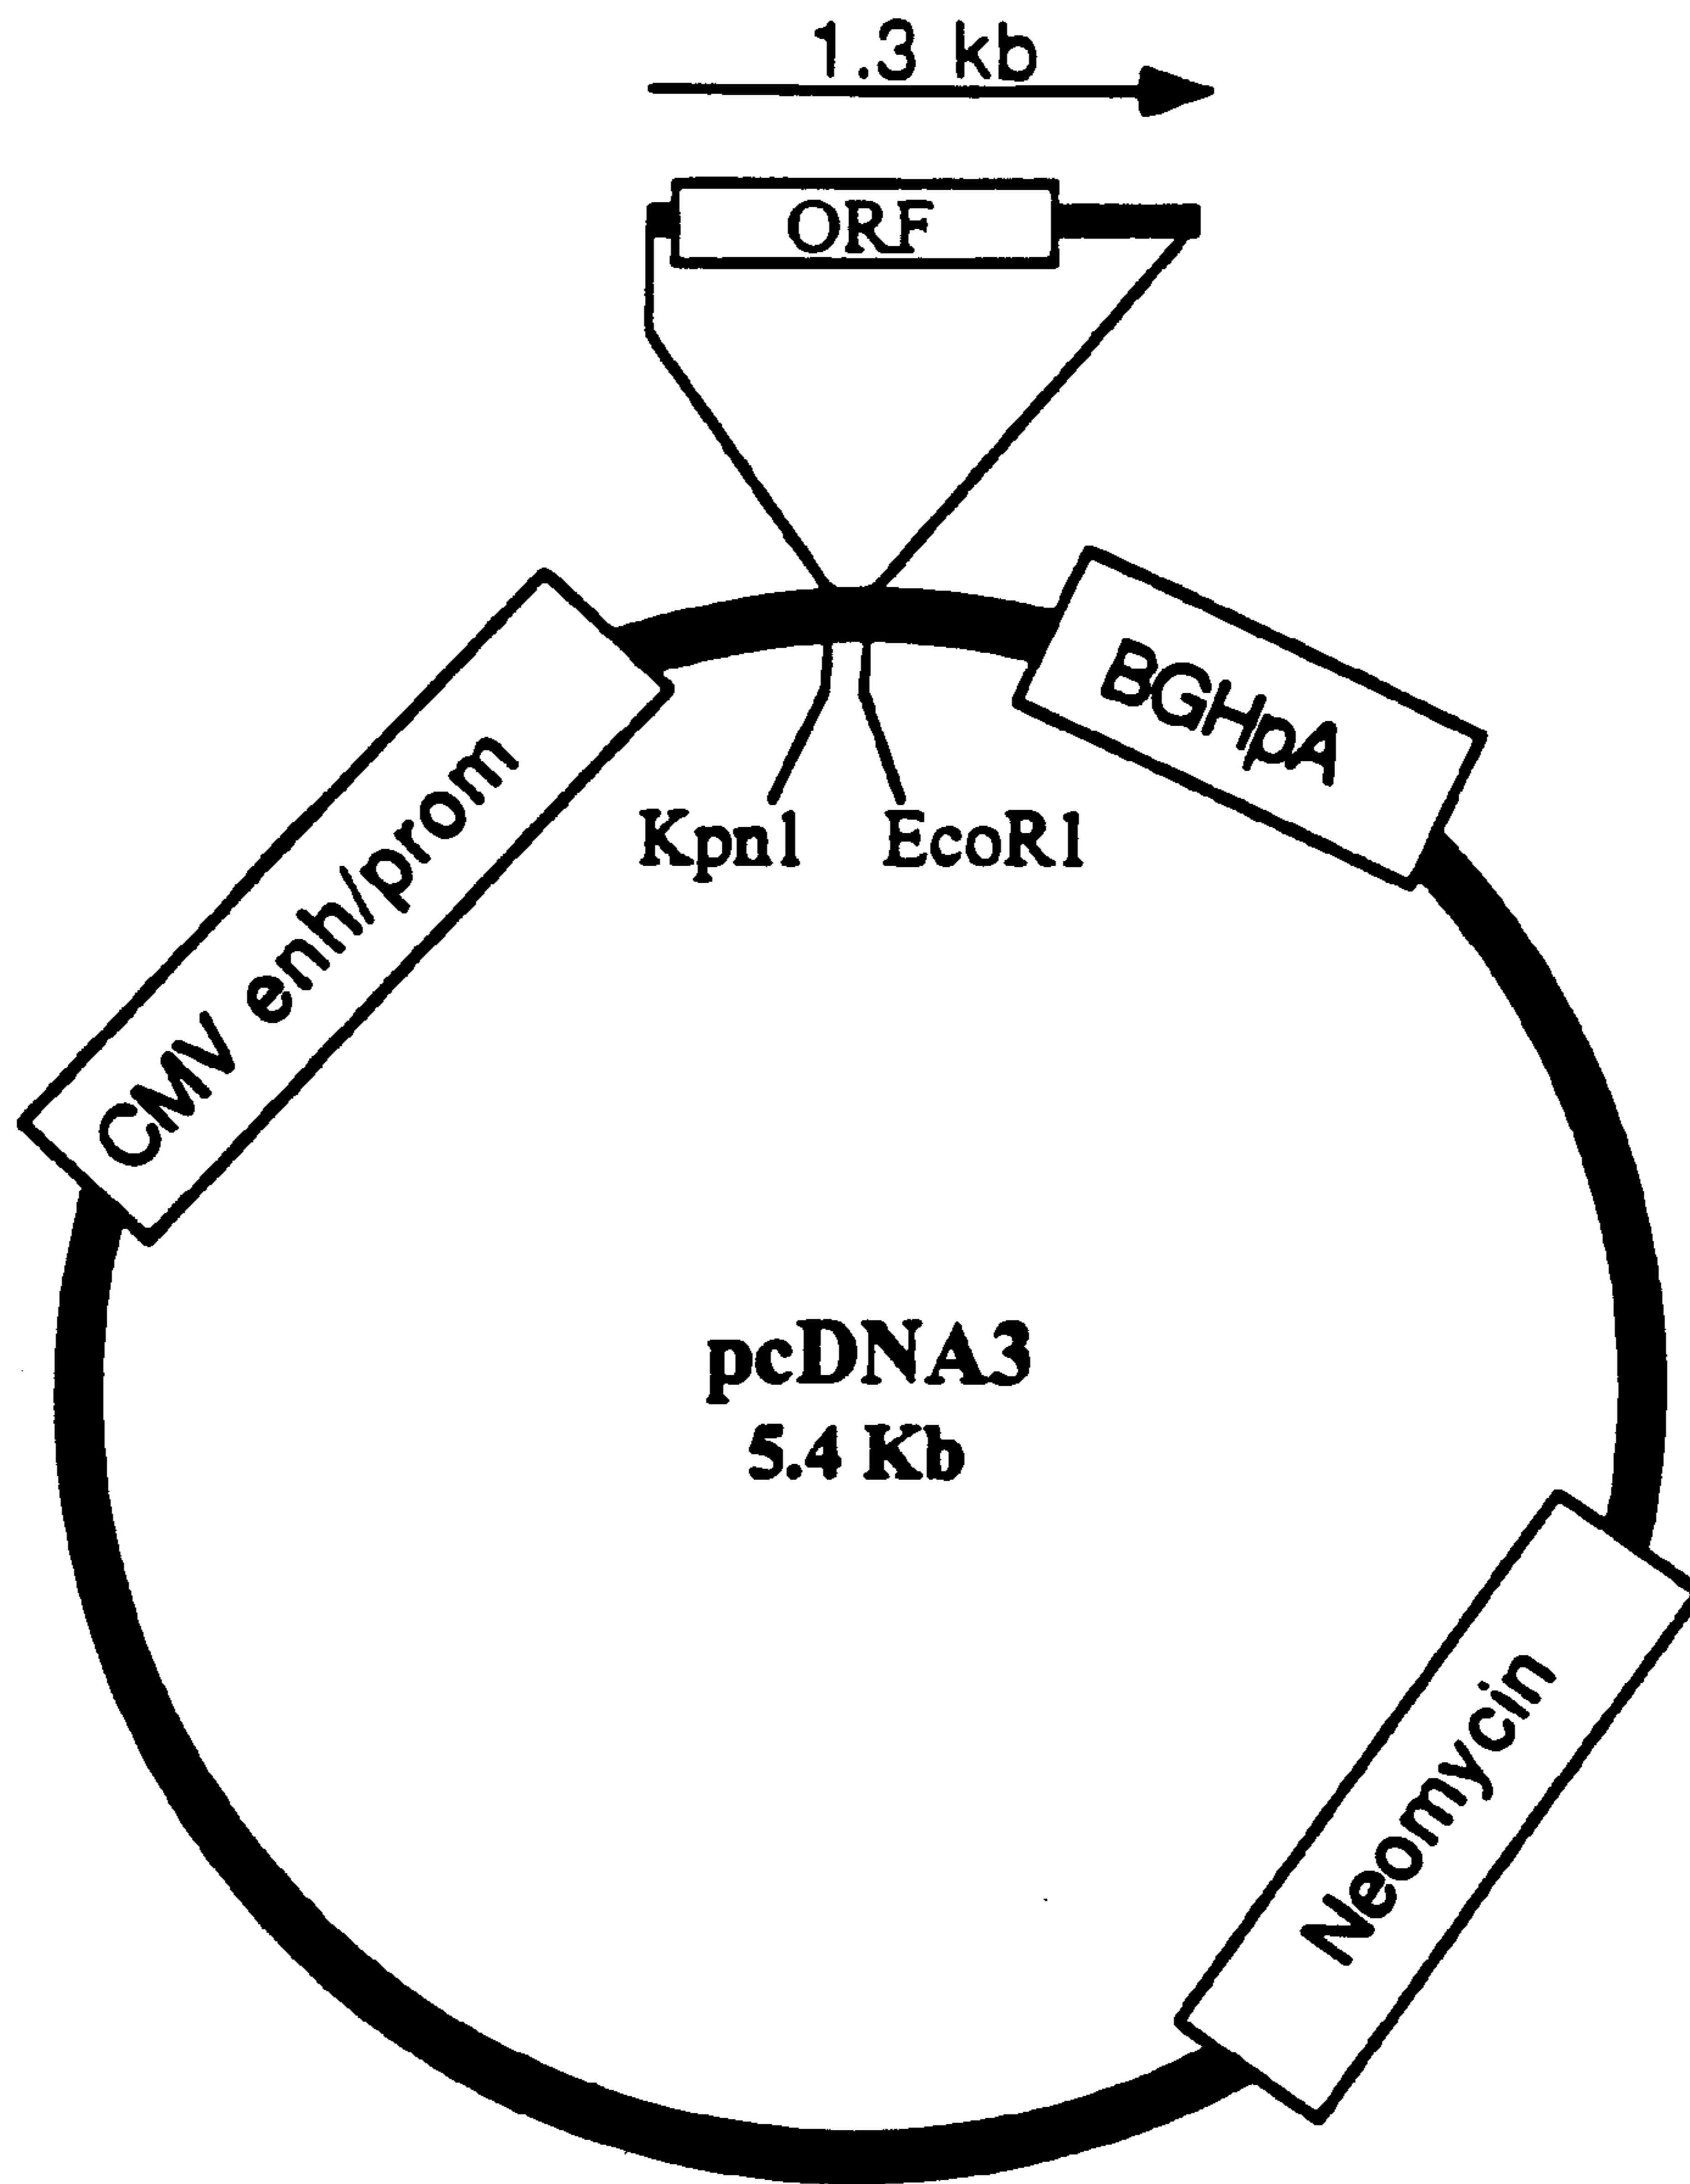 1.3 kb
ORF
CMV enh/prom
BGHpA
Kpn1 EcoR1
pcDNA3
5.4 Kb
Neomycin